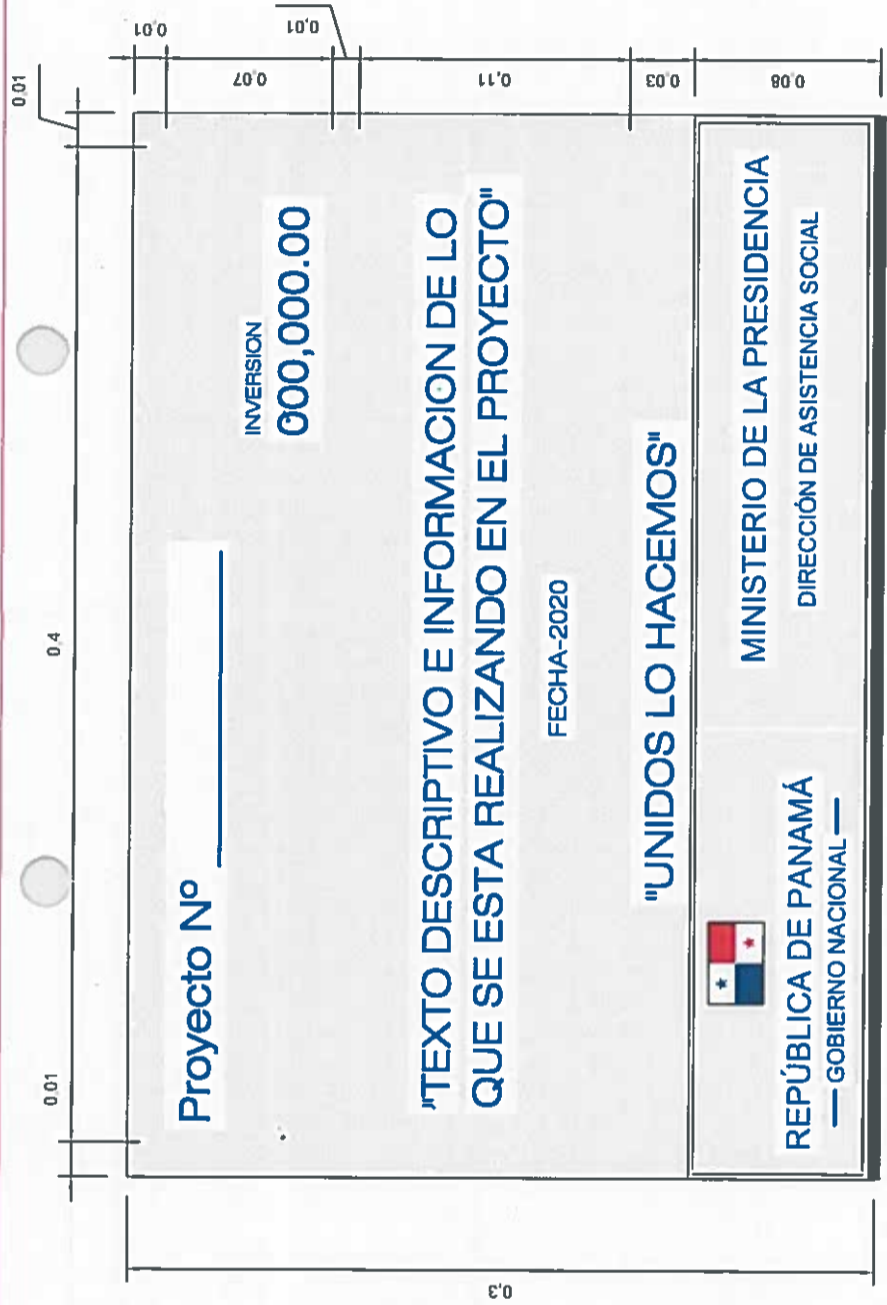 0,01
0,4
0,01
0,01
0,07
0,01
0,11
0,03
0,08
0,3
Proyecto Nº ________
INVERSION
000,000.00
"TEXTO DESCRIPTIVO E INFORMACION DE LO
QUE SE ESTA REALIZANDO EN EL PROYECTO"
FECHA-2020
"UNIDOS LO HACEMOS"
REPÚBLICA DE PANAMÁ
GOBIERNO NACIONAL
MINISTERIO DE LA PRESIDENCIA
DIRECCIÓN DE ASISTENCIA SOCIAL